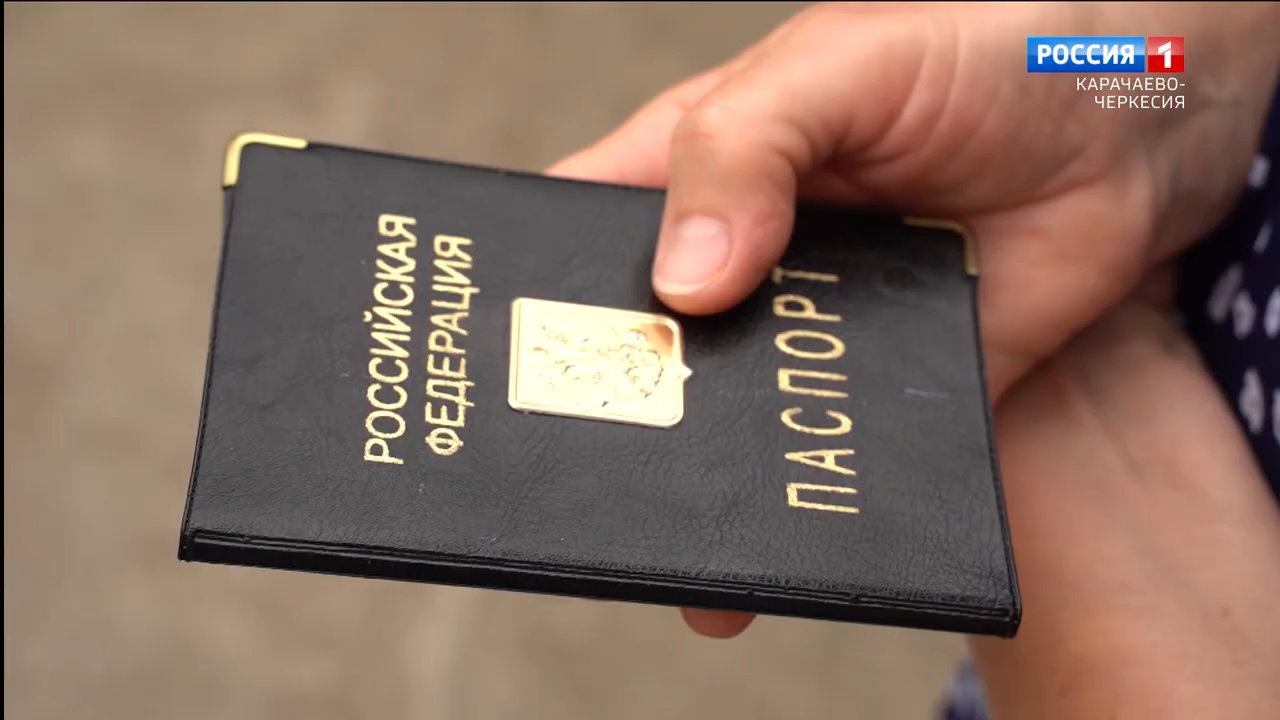 РОССИЯ 1
КАРАЧАЕВО-
ЧЕРКЕСИЯ
РОССИЙСКАЯ
ФЕДЕРАЦИЯ
ПАСПОРТ